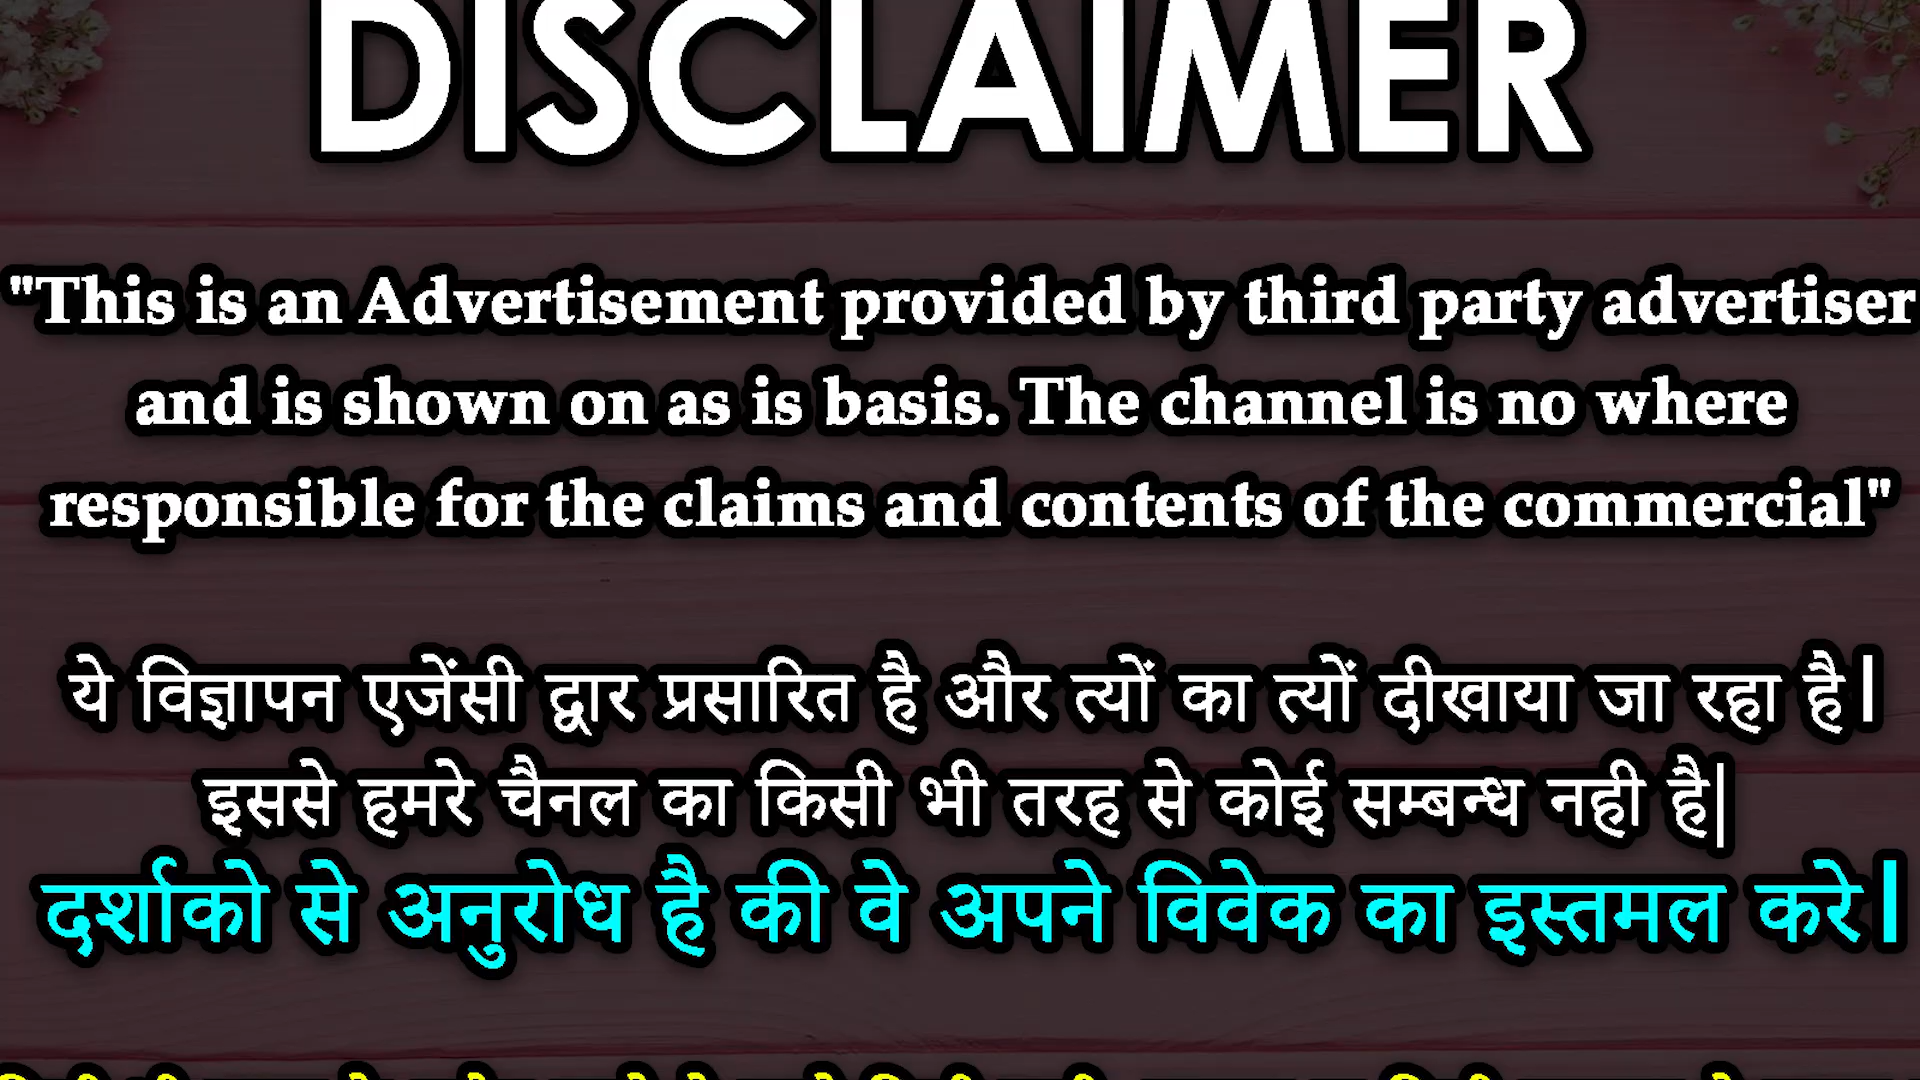 DISCLAIMER
"This is an Advertisement provided by third party advertiser
and is shown on as is basis. The channel is no where
responsible for the claims and contents of the commercial"
ये विज्ञापन एजेंसी द्वार प्रसारित है और त्यों का त्यों दीखाया जा रहा है।
इससे हमरे चैनल का किसी भी तरह से कोई सम्बन्ध नही है|
दर्शाको से अनुरोध है की वे अपने विवेक का इस्तमल करे।